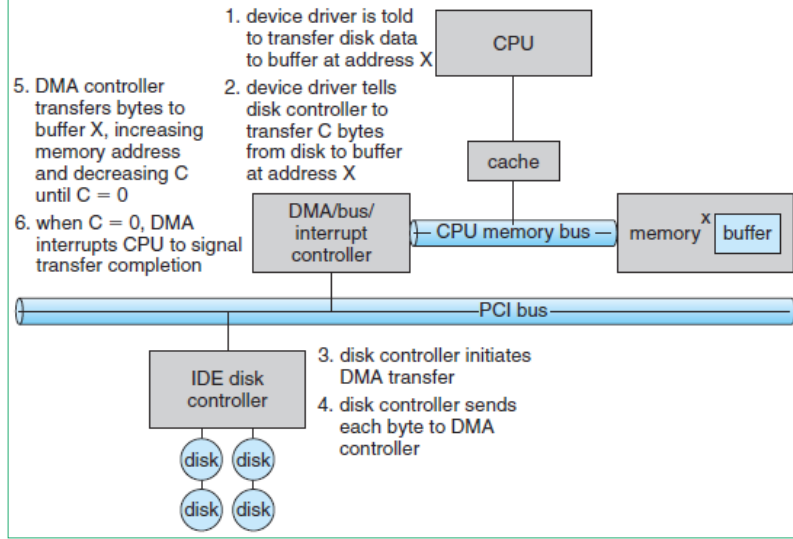 1. device driver is told
to transfer disk data
to buffer at address X
CPU
5. DMA controller
transfers bytes to
buffer X, increasing
memory address
and decreasing C
until C = 0
2. device driver tells
disk controller to
transfer C bytes
from disk to buffer
at address X
cache
6. when C = 0, DMA
interrupts CPU to signal
transfer completion
DMA/bus/
interrupt
controller
CPU memory bus
memory
x
buffer
PCI bus
IDE disk
controller
3. disk controller initiates
DMA transfer
4. disk controller sends
each byte to DMA
controller
disk
disk
disk
disk